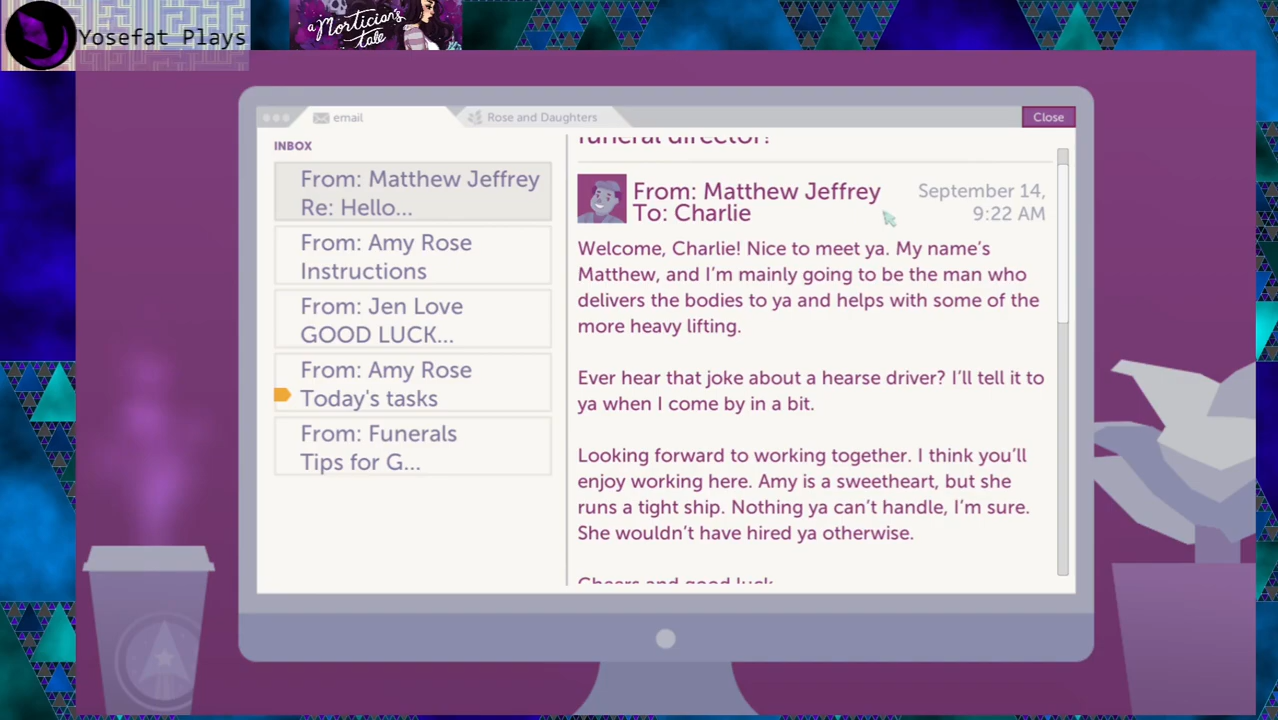 Yosefat Plays
a Mortician's
tale
email
Rose and Daughters
Close
INBOX
From: Matthew Jeffrey
Re: Hello...
From: Amy Rose
Instructions
From: Jen Love
GOOD LUCK...
From: Amy Rose
Today's tasks
From: Funerals
Tips for G...
funeral director!
From: Matthew Jeffrey
To: Charlie
September 14,
9:22 AM
Welcome, Charlie! Nice to meet ya. My name's
Matthew, and I'm mainly going to be the man who
delivers the bodies to ya and helps with some of the
more heavy lifting.
Ever hear that joke about a hearse driver? I'll tell it to
ya when I come by in a bit.
Looking forward to working together. I think you'll
enjoy working here. Amy is a sweetheart, but she
runs a tight ship. Nothing ya can't handle, I'm sure.
She wouldn't have hired ya otherwise.
Cheers and good luck